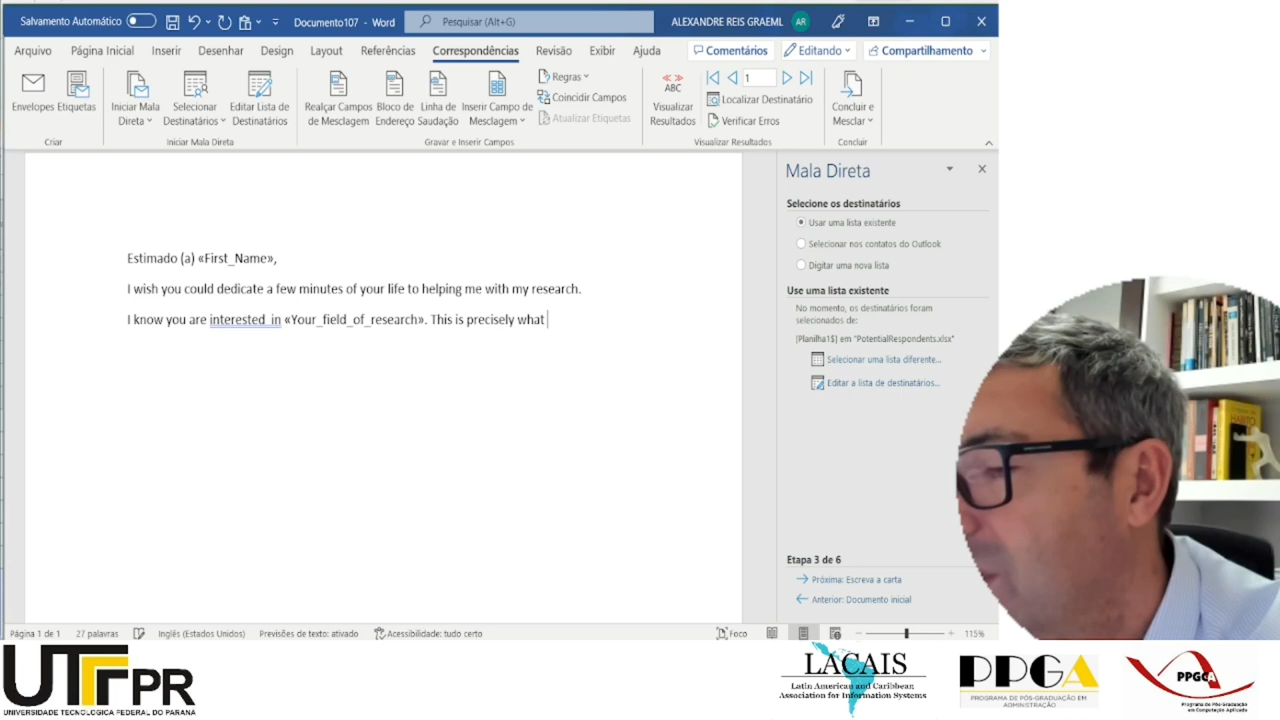 Salvamento Automático
Documento107 - Word
Pesquisar (Alt+G)
ALEXANDRE REIS GRAEML
AR
Arquivo Página Inicial Inserir Desenhar Design Layout Referências Correspondências Revisão Exibir Ajuda
Comentários Editando Compartilhamento
Envelopes Etiquetas
Criar
Iniciar Mala Direta
Selecionar Destinatários
Editar Lista de Destinatários
Iniciar Mala Direta
Realçar Campos de Mesclagem
Bloco de Endereço
Linha de Saudação
Inserir Campo de Mesclagem
Regras
Coincidir Campos
Atualizar Etiquetas
Gravar e Inserir Campos
ABC
Visualizar Resultados
1
Localizar Destinatário
Verificar Erros
Visualizar Resultados
Concluir e Mesclar
Concluir
Estimado (a) «First_Name»,
I wish you could dedicate a few minutes of your life to helping me with my research.
I know you are interested in «Your_field_of_research». This is precisely what
Mala Direta
Selecione os destinatários
Usar uma lista existente
Selecionar nos contatos do Outlook
Digitar uma nova lista
Use uma lista existente
No momento, os destinatários foram
selecionados de:
[Planilha1$] em "PotentialRespondents.xlsx"
Selecionar uma lista diferente...
Editar a lista de destinatários...
Etapa 3 de 6
Próxima: Escreva a carta
Anterior: Documento inicial
Página 1 de 1 27 palavras Inglês (Estados Unidos) Previsões de texto: ativado Acessibilidade: tudo certo Foco 115%
UTFPR
UNIVERSIDADE TECNOLÓGICA FEDERAL DO PARANÁ
LACAIS
Latin American and Caribbean
Association for Information Systems
PPGA
PROGRAMA DE PÓS-GRADUAÇÃO EM
ADMINISTRAÇÃO
PPGCA
Programa de Pós-Graduação
em Computação Aplicada